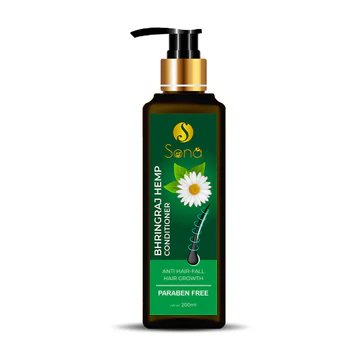 Sona
BHRINGRAJ HEMP
CONDITIONER
ANTI HAIR-FALL
HAIR GROWTH
PARABEN FREE
200ml